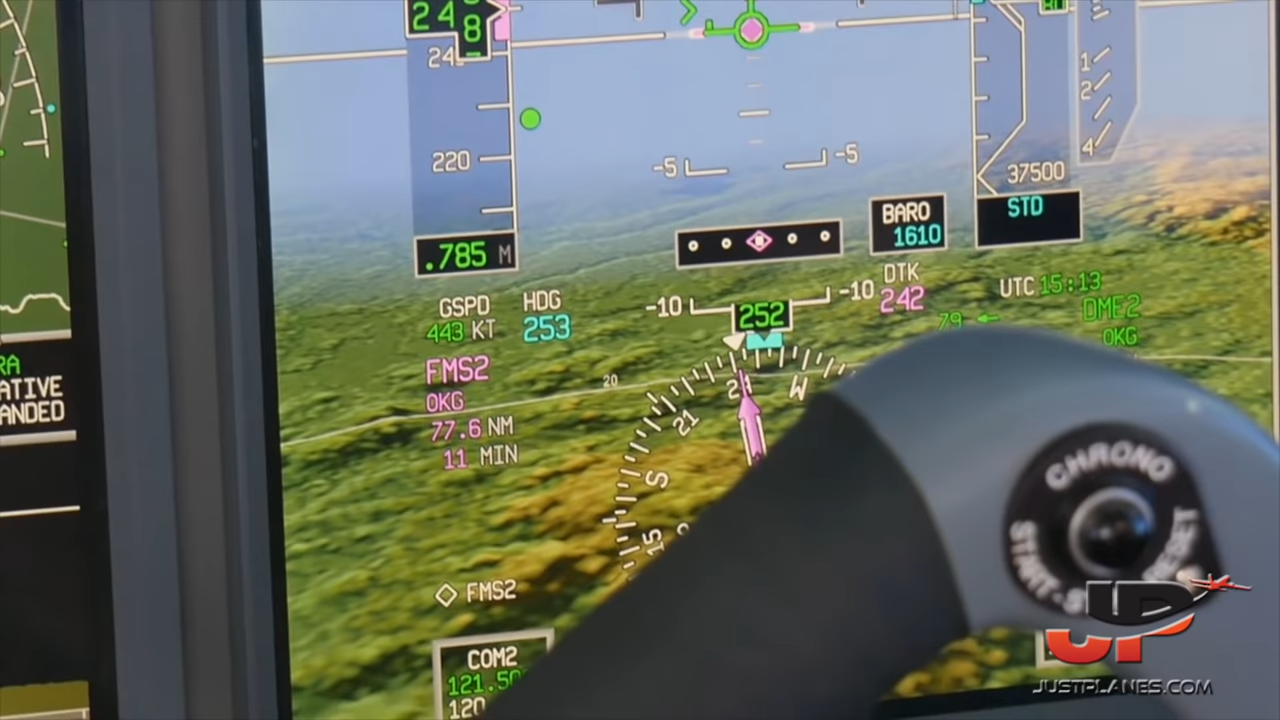 248
220
.785 M
-5 -5
37500
STD
BARO
1610
GSPD
443 KT
HDG
253
-10 -10
252
DTK
242
UTC 15:13
DME2
79 ←
0KG
FMS2
0KG
77.6 NM
11 MIN
20
21
W
S
15
1
2
4
RA
ATIVE
ANDED
FMS2
COM2
121.50
120
CHRONO
START-S
RESET
JP
JUSTPLANES.COM